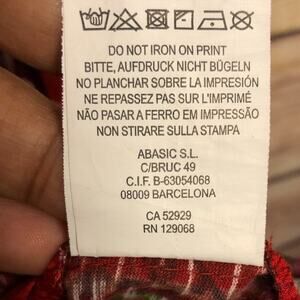 DO NOT IRON ON PRINT
BITTE, AUFDRUCK NICHT BÜGELN
NO PLANCHAR SOBRE LA IMPRESIÓN
NE REPASSEZ PAS SUR L'IMPRIMÉ
NÃO PASAR A FERRO EM IMPRESSÃO
NON STIRARE SULLA STAMPA
ABASIC S.L.
C/BRUC 49
C.I.F. B-63054068
08009 BARCELONA
CA 52929
RN 129068